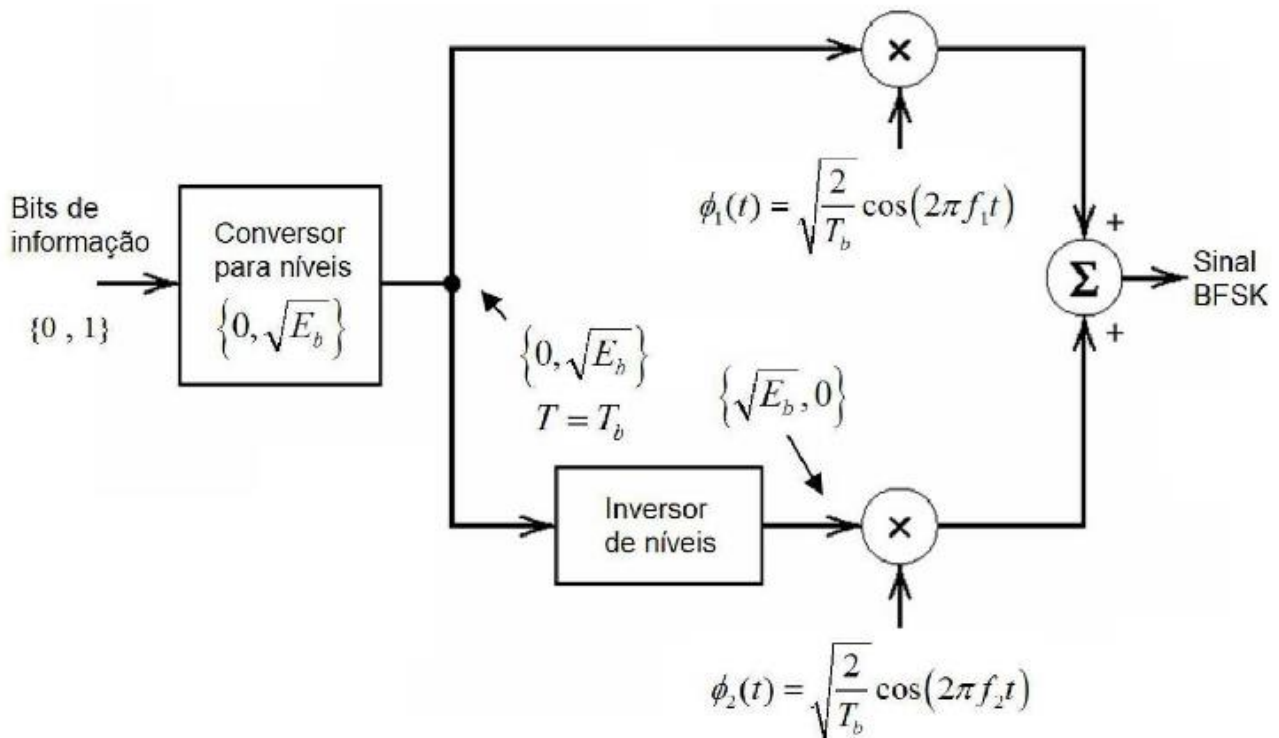 Bits de
informação
{0 , 1}
Conversor
para níveis
{0, √E_b}
{0, √E_b}
T = T_b
Inversor
de níveis
{√E_b, 0}
×
ϕ₁(t) = √(2/T_b) cos(2πf₁t)
×
ϕ₂(t) = √(2/T_b) cos(2πf₂t)
+
Σ
+
Sinal
BFSK